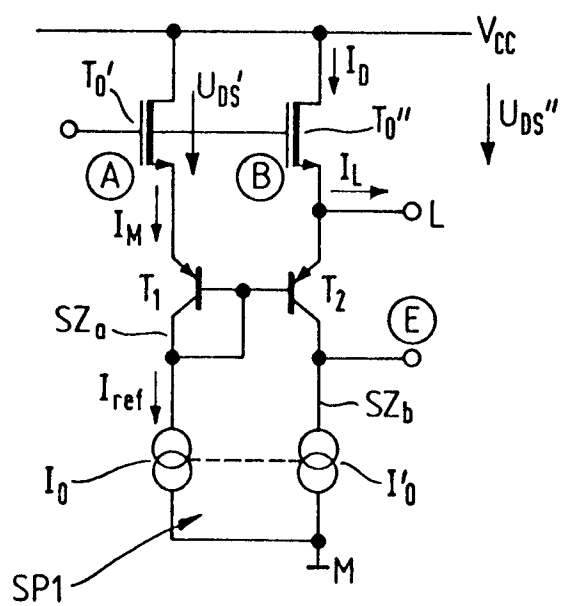 V_CC
T_0'
U_DS'
I_D
T_0''
U_DS''
A
B
I_L
L
I_M
T_1
T_2
SZ_a
E
I_ref
SZ_b
I_0
I'_0
SP1
M